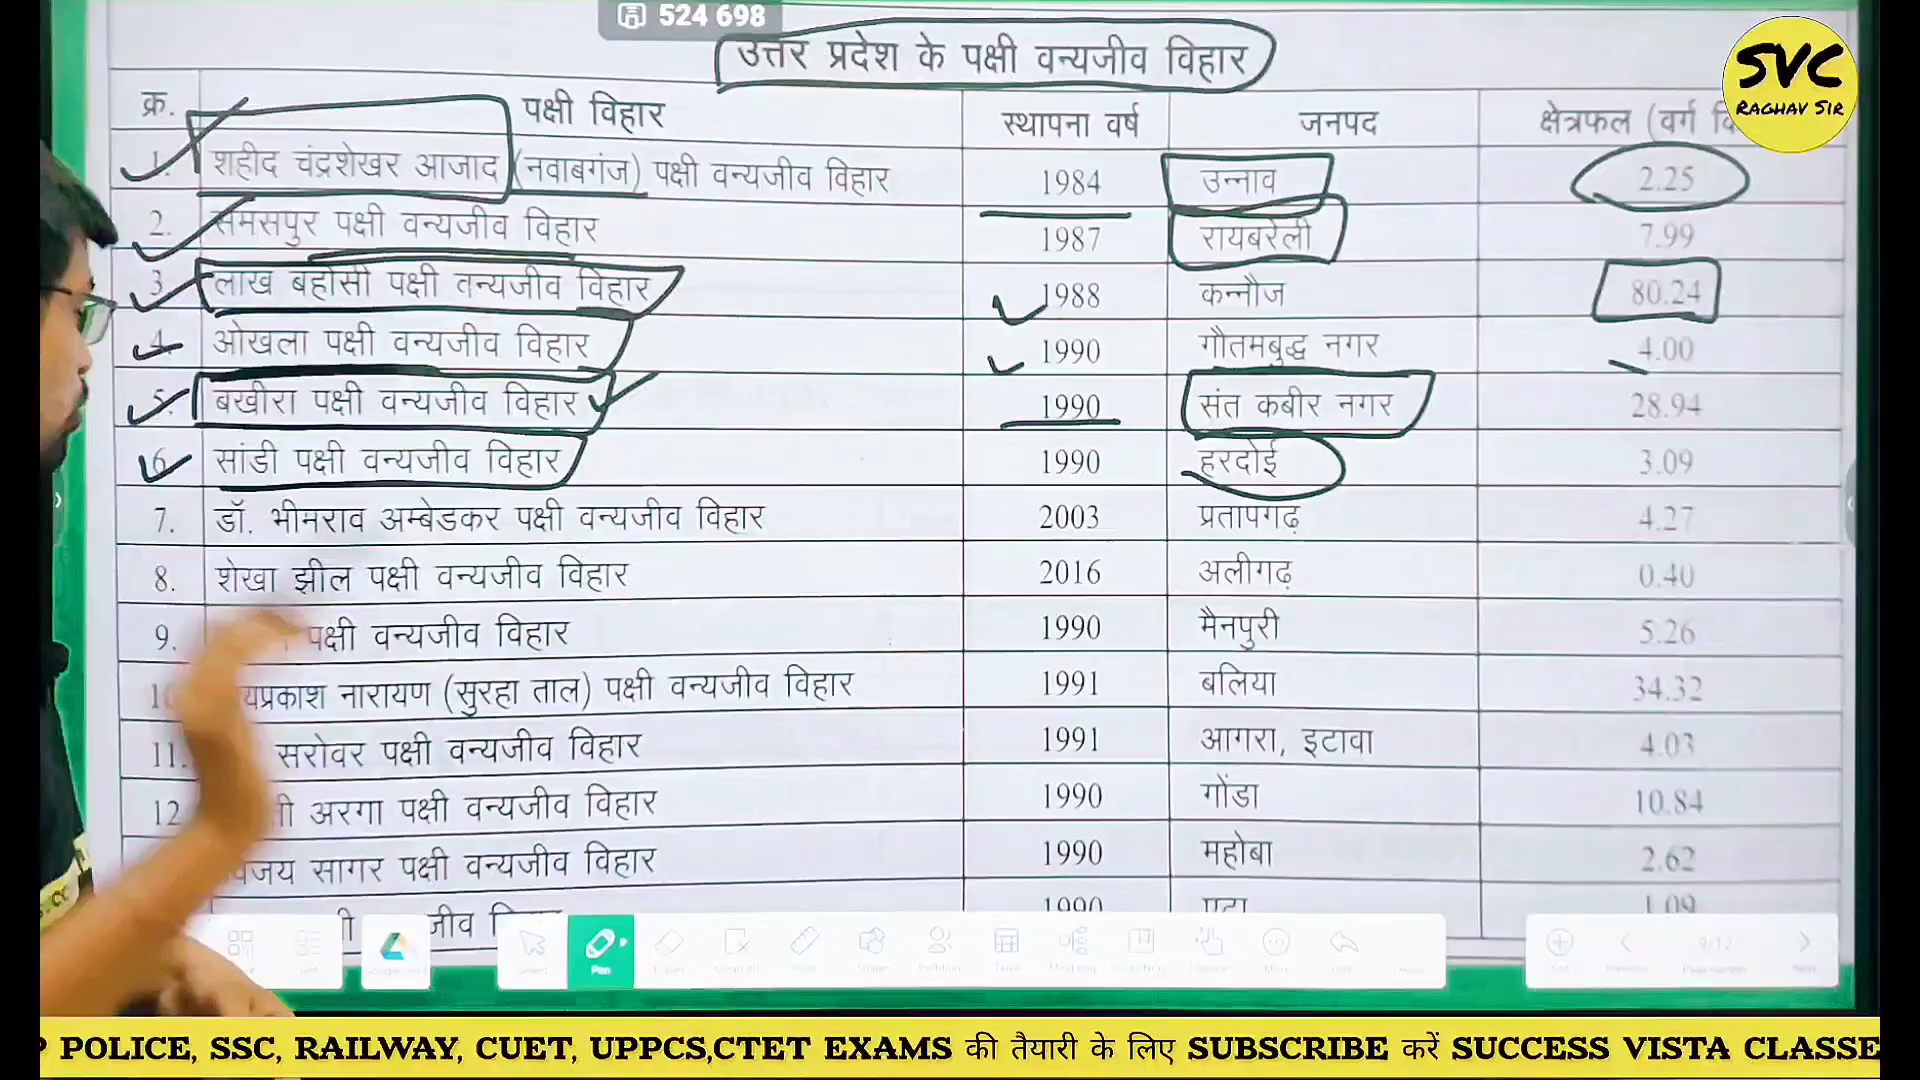 524 698
उत्तर प्रदेश के पक्षी वन्यजीव विहार
SVC
RAGHAV SIR
क्र. पक्षी विहार स्थापना वर्ष जनपद क्षेत्रफल (वर्ग
1. शहीद चंद्रशेखर आजाद (नवाबगंज) पक्षी वन्यजीव विहार 1984 उन्नाव 2.25
2. समसपुर पक्षी वन्यजीव विहार 1987 रायबरेली 7.99
3 लाख बहोसी पक्षी वन्यजीव विहार 1988 कन्नौज 80.24
4. ओखला पक्षी वन्यजीव विहार 1990 गौतमबुद्ध नगर 4.00
5. बखीरा पक्षी वन्यजीव विहार 1990 संत कबीर नगर 28.94
6 सांडी पक्षी वन्यजीव विहार 1990 हरदोई 3.09
7. डॉ. भीमराव अम्बेडकर पक्षी वन्यजीव विहार 2003 प्रतापगढ़ 4.27
8. शेखा झील पक्षी वन्यजीव विहार 2016 अलीगढ़ 0.40
9. पक्षी वन्यजीव विहार 1990 मैनपुरी 5.26
नारायण (सुरहा ताल) पक्षी वन्यजीव विहार 1991 बलिया 34.32
11. सरोवर पक्षी वन्यजीव विहार 1991 आगरा, इटावा 4.03
12 अरगा पक्षी वन्यजीव विहार 1990 गोंडा 10.84
सागर पक्षी वन्यजीव विहार 1990 महोबा 2.62
1990 एटा 1.09
Pen
POLICE, SSC, RAILWAY, CUET, UPPCS,CTET EXAMS की तैयारी के लिए SUBSCRIBE करें SUCCESS VISTA CLASSE